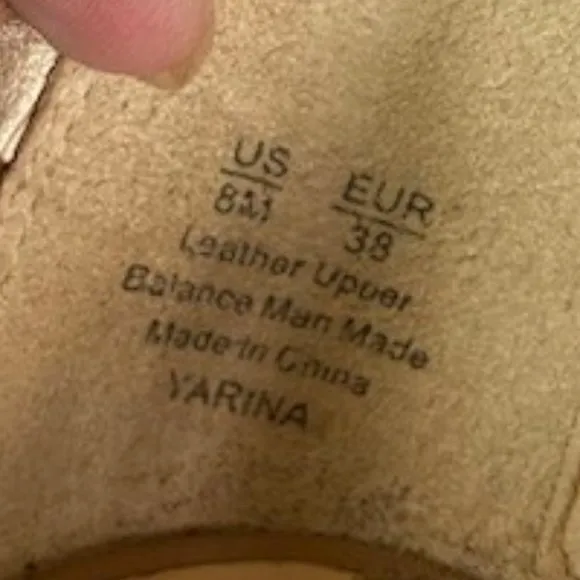 US EUR
8M 38
Leather Upper
Balance Man Made
Made in China
YARINA